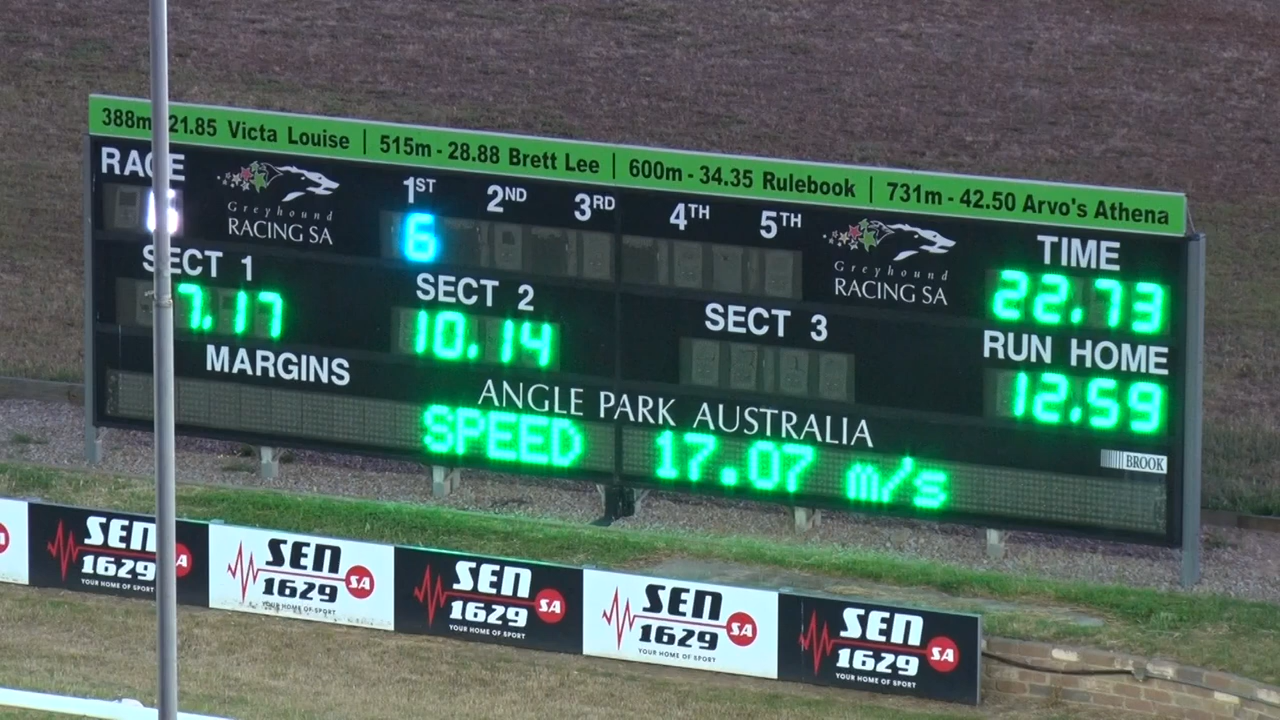 388m 21.85 Victa Louise | 515m - 28.88 Brett Lee | 600m - 34.35 Rulebook | 731m - 42.50 Arvo's Athena
RACE
Greyhound
RACING SA
1ST 2ND 3RD 4TH 5TH
6
Greyhound
RACING SA
TIME
22.73
SECT 1
7.17
SECT 2
10.14
SECT 3
RUN HOME
12.59
MARGINS
ANGLE PARK AUSTRALIA
SPEED 17.07 m/s
BROOK
SEN
1629
YOUR HOME OF SPORT
SEN
1629 SA
YOUR HOME OF SPORT
SEN
1629 SA
YOUR HOME OF SPORT
SEN
1629 SA
YOUR HOME OF SPORT
SEN
1629 SA
YOUR HOME OF SPORT